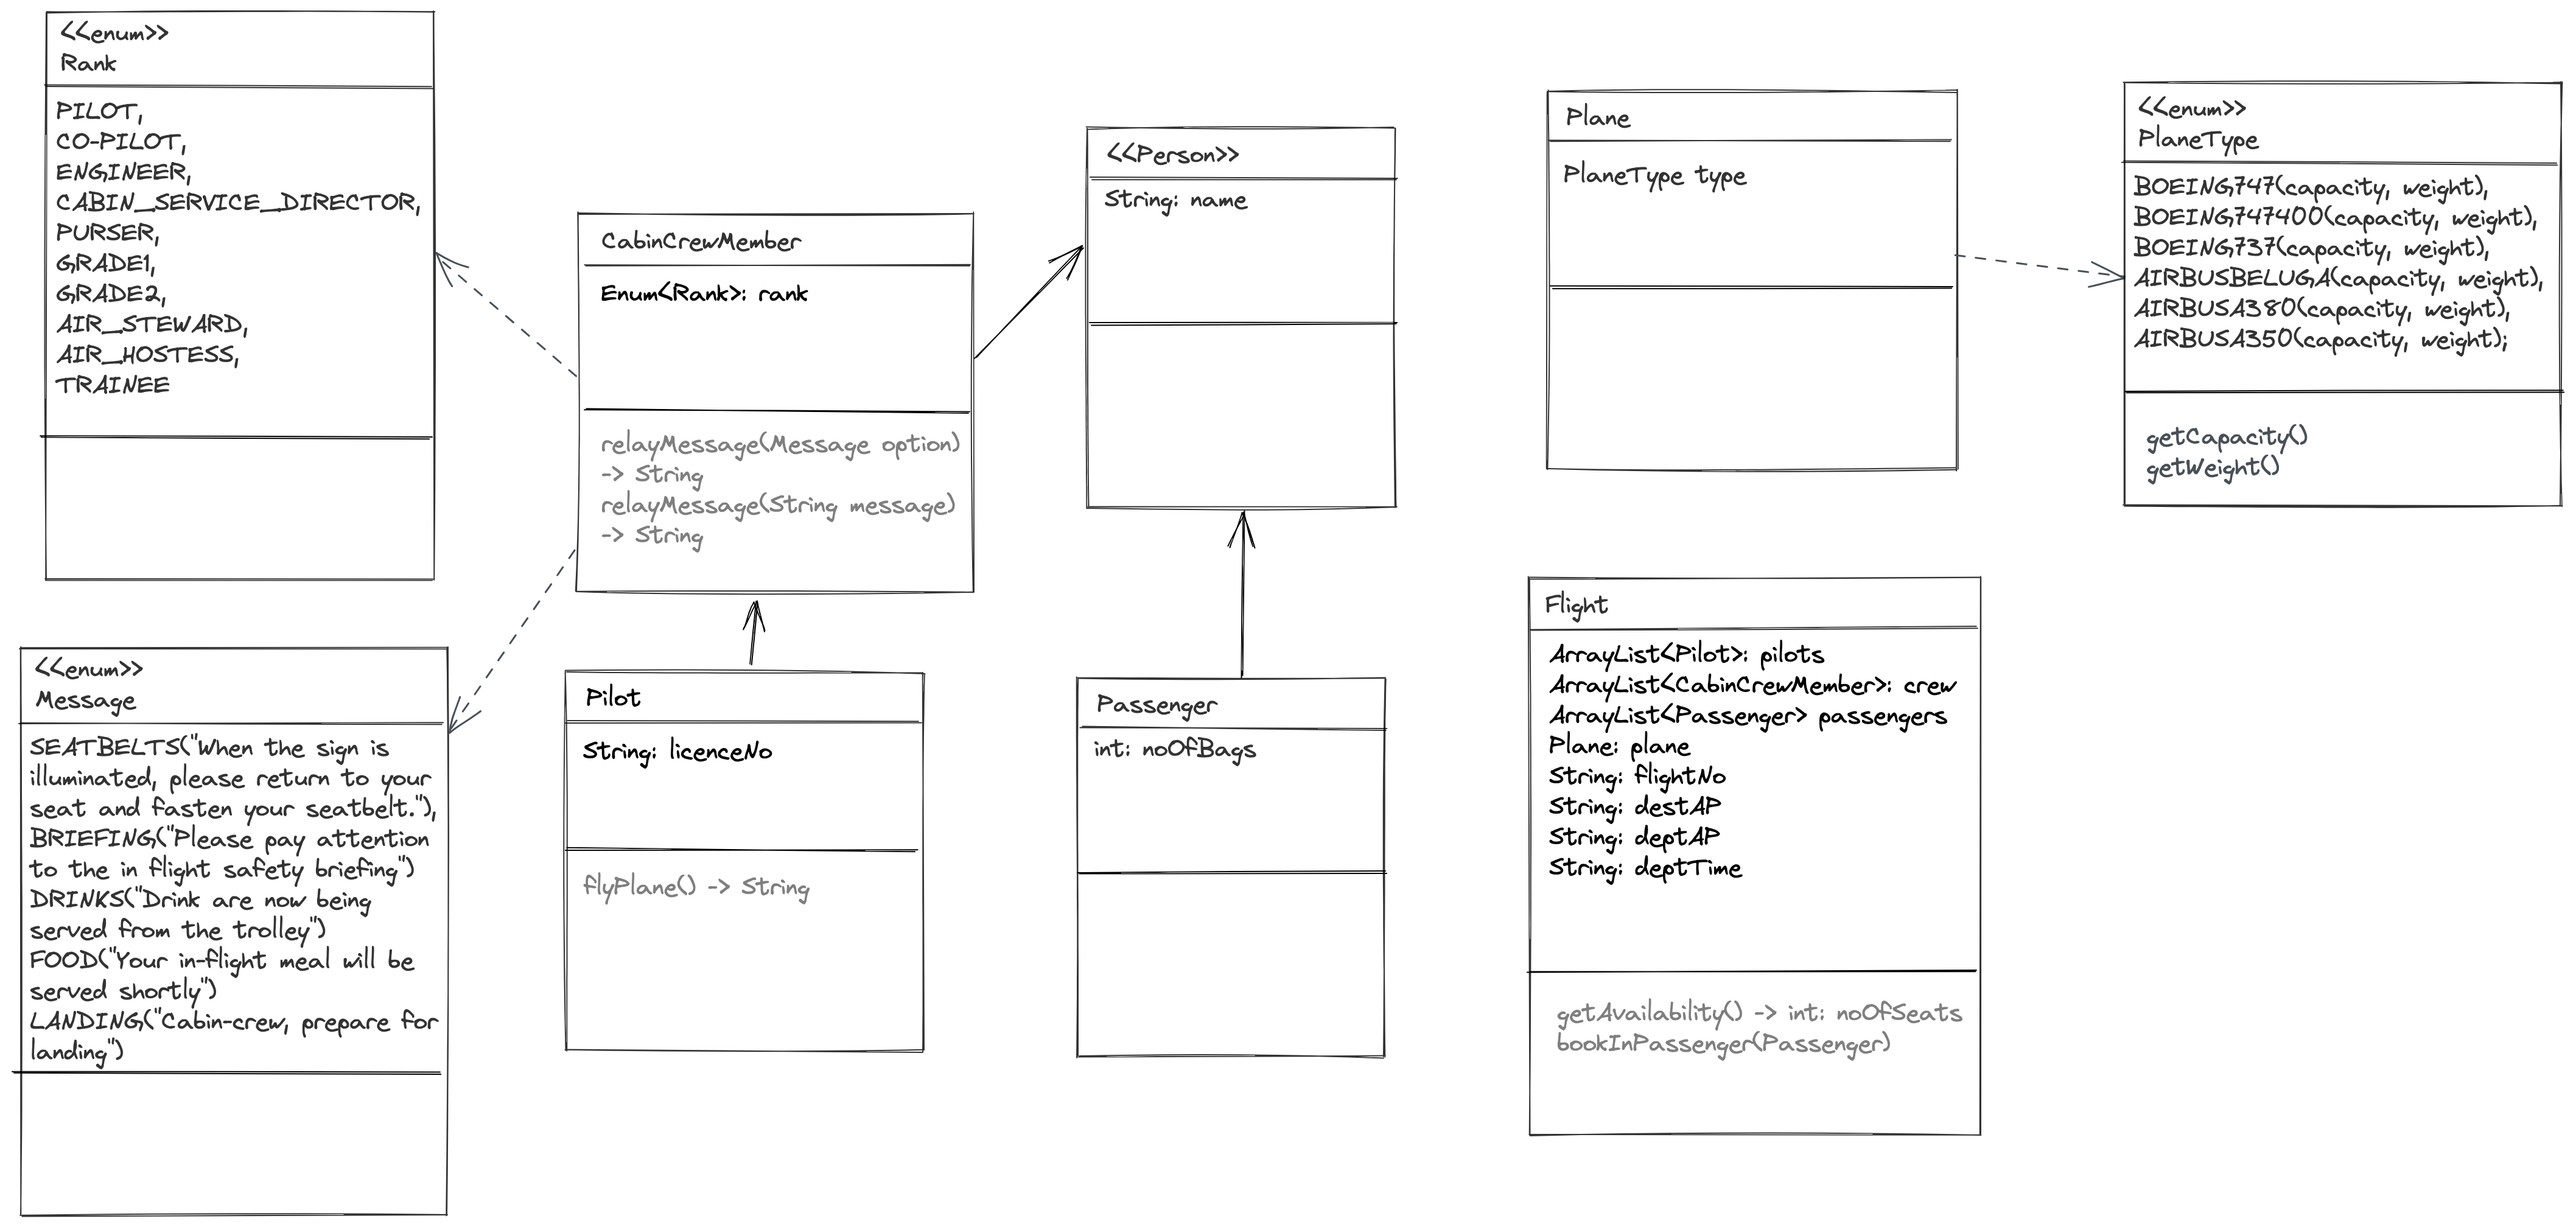 <<enum>>
Rank
PILOT,
CO-PILOT,
ENGINEER,
CABIN_SERVICE_DIRECTOR,
PURSER,
GRADE1,
GRADE2,
AIR_STEWARD,
AIR_HOSTESS,
TRAINEE
<<enum>>
Message
SEATBELTS("When the sign is
illuminated, please return to your
seat and fasten your seatbelt."),
BRIEFING("Please pay attention
to the in flight safety briefing")
DRINKS("Drink are now being
served from the trolley")
FOOD("Your in-flight meal will be
served shortly")
LANDING("Cabin-crew, prepare for
landing")
CabinCrewMember
Enum<Rank>: rank
relayMessage(Message option)
-> String
relayMessage(String message)
-> String
Pilot
String: licenceNo
flyPlane() -> String
<<Person>>
String: name
Passenger
int: noOfBags
Plane
PlaneType type
Flight
ArrayList<Pilot>: pilots
ArrayList<CabinCrewMember>: crew
ArrayList<Passenger> passengers
Plane: plane
String: flightNo
String: destAP
String: deptAP
String: deptTime
getAvailability() -> int: noOfSeats
bookInPassenger(Passenger)
<<enum>>
PlaneType
BOEING747(capacity, weight),
BOEING747400(capacity, weight),
BOEING737(capacity, weight),
AIRBUSBELUGA(capacity, weight),
AIRBUSA380(capacity, weight),
AIRBUSA350(capacity, weight);
getCapacity()
getWeight()